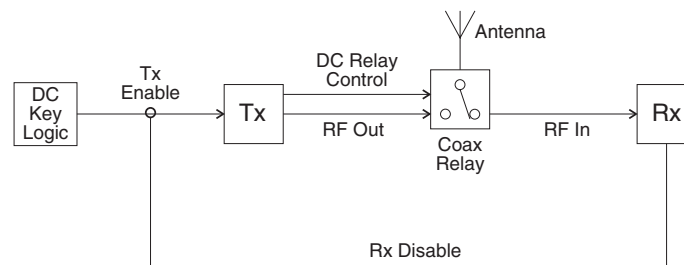 Antenna
DC Relay
Control
Tx
Enable
DC
Key
Logic
Tx
Rx
RF Out
RF In
Coax
Relay
Rx Disable